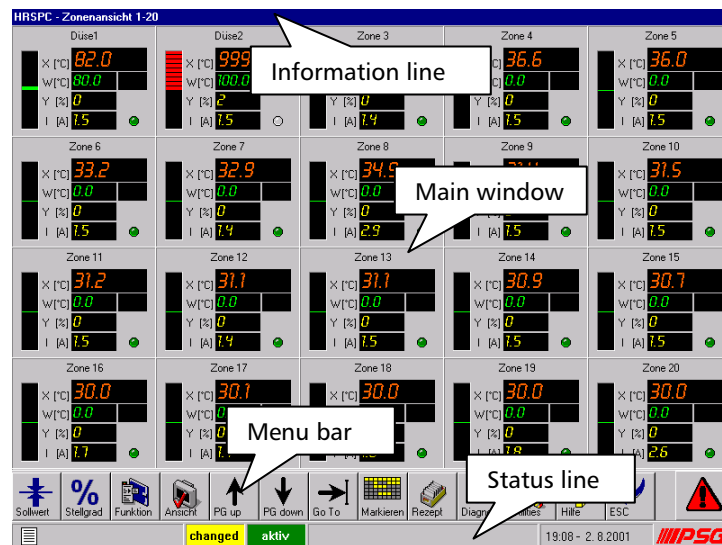 HRSPC - Zonenansicht 1-20
Düse1 Düse2 Zone 3 Zone 4 Zone 5
X [°C] 82.0 X [°C] 999 36.6 X [°C] 36.0
W[°C] 80.0 W[°C] 100.0 [°C] 0.0 W[°C] 0.0
Y [%] 0 Y [%] 2 Y [%] 0 Y [%] 0 Y [%] 0
I [A] 1.5 I [A] 1.5 I [A] 1.4 I [A] 1.5 I [A] 1.5
Information line
Zone 6 Zone 7 Zone 8 Zone 9 Zone 10
X [°C] 33.2 X [°C] 32.9 X [°C] 34.9 X [°C] 31.5
W[°C] 0.0 W[°C] 0.0 W[°C] 0.0 W[°C] 0.0
Y [%] 0 Y [%] 0 Y [%] 0 Y [%] 0
I [A] 1.5 I [A] 1.4 I [A] 2.9 I [A] 1.5 I [A] 1.5
Main window
Zone 11 Zone 12 Zone 13 Zone 14 Zone 15
X [°C] 31.2 X [°C] 31.1 X [°C] 31.1 X [°C] 30.9 X [°C] 30.7
W[°C] 0.0 W[°C] 0.0 W[°C] 0.0 W[°C] 0.0 W[°C] 0.0
Y [%] 0 Y [%] 0 Y [%] 0 Y [%] 0 Y [%] 0
I [A] 1.5 I [A] 1.4 I [A] 1.5 I [A] 1.5 I [A] 1.5
Zone 16 Zone 17 Zone 18 Zone 19 Zone 20
X [°C] 30.0 X [°C] 30.1 X [°C] 30.0 X [°C] 30.0 X [°C] 30.0
W[°C] 0.0 W[°C] 0.0 W[°C] 0.0 W[°C] 0.0
Y [%] 0 Y [%] Y [%] 0 Y [%] 0
I [A] 1.7 I [A] I [A] 1.8 I [A] 2.6
Menu bar
Status line
Sollwert Stellgrad Funktion Ansicht PG up PG down Go To Markieren Rezept Hilfe ESC
changed aktiv 19:08 - 2. 8.2001 PSG